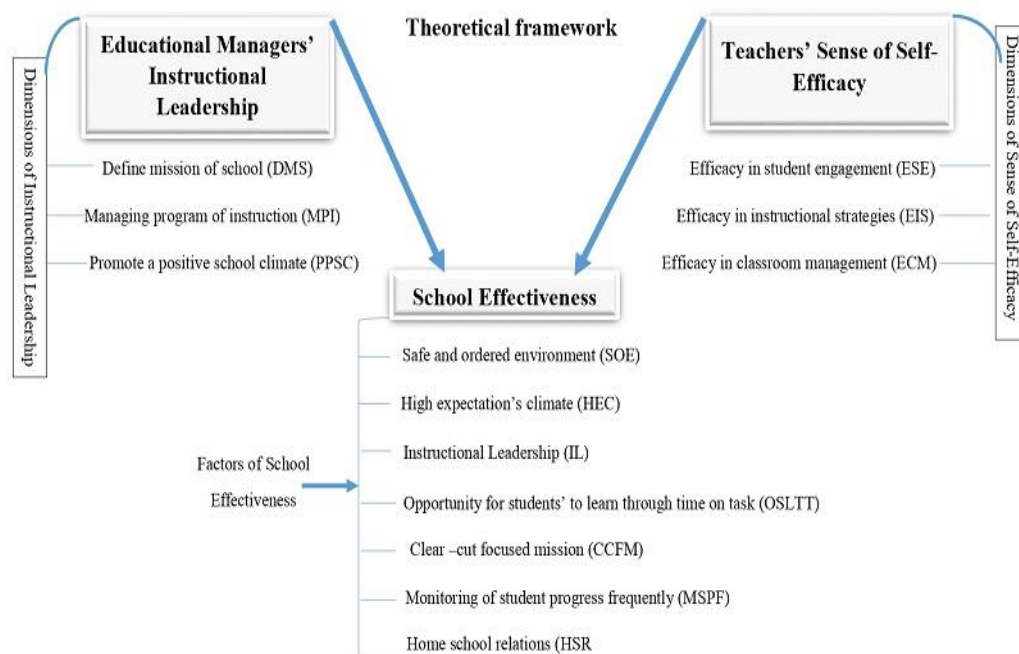 Theoretical framework
Educational Managers'
Instructional
Leadership
Dimensions of Instructional Leadership
Define mission of school (DMS)
Managing program of instruction (MPI)
Promote a positive school climate (PPSC)
Teachers' Sense of Self-
Efficacy
Dimensions of Sense of Self-Efficacy
Efficacy in student engagement (ESE)
Efficacy in instructional strategies (EIS)
Efficacy in classroom management (ECM)
School Effectiveness
Factors of School
Effectiveness
Safe and ordered environment (SOE)
High expectation's climate (HEC)
Instructional Leadership (IL)
Opportunity for students' to learn through time on task (OSLTT)
Clear –cut focused mission (CCFM)
Monitoring of student progress frequently (MSPF)
Home school relations (HSR